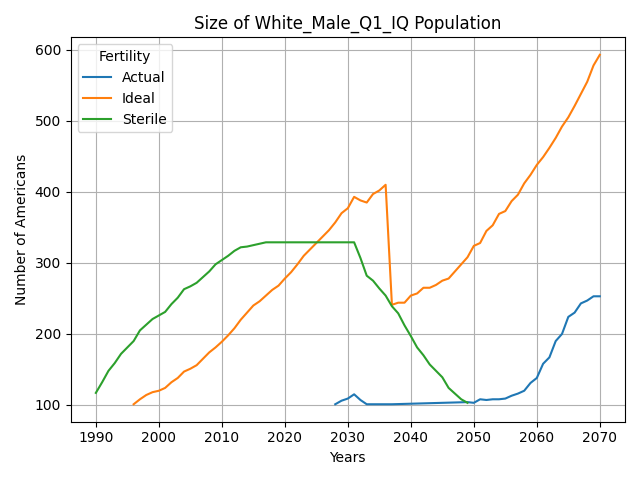 Size of White_Male_Q1_IQ Population
Fertility
Actual
Ideal
Sterile
Number of Americans
600
500
400
300
200
100
1990 2000 2010 2020 2030 2040 2050 2060 2070
Years